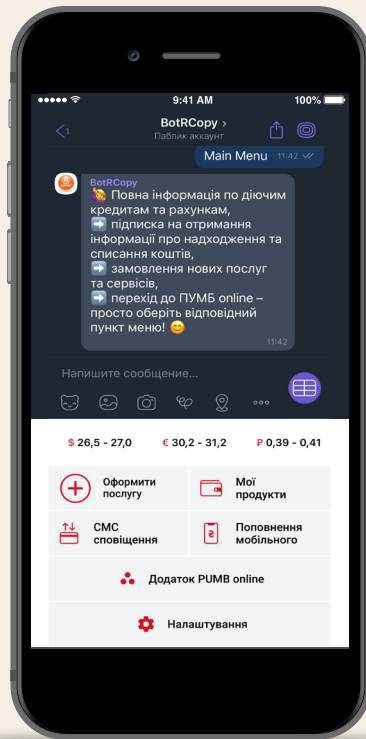 9:41 AM
100%
1
BotRCopy >
Паблик аккаунт
Main Menu 11:42
BotRCopy
Повна інформація по діючим
кредитам та рахункам,
підписка на отримання
інформації про надходження та
списання коштів,
замовлення нових послуг
та сервісів,
перехід до ПУМБ online –
просто оберіть відповідний
пункт меню!
11:42
Напишите сообщение...
$ 26,5 - 27,0 € 30,2 - 31,2 ₽ 0,39 - 0,41
Оформити
послугу
Мої
продукти
СМС
сповіщення
Поповнення
мобільного
Додаток PUMB online
Налаштування